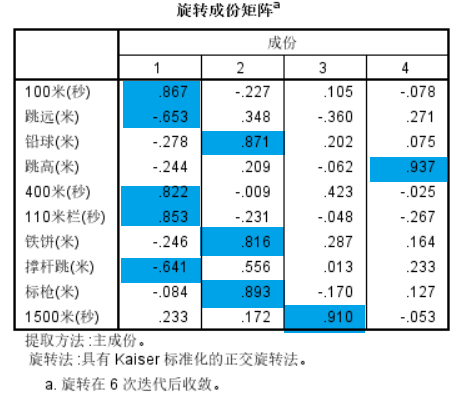 旋转成份矩阵a
成份
1 2 3 4
100米(秒) .867 -.227 .105 -.078
跳远(米) -.653 .348 -.360 .271
铅球(米) -.278 .871 .202 .075
跳高(米) -.244 .209 -.062 .937
400米(秒) .822 -.009 .423 -.025
110米栏(秒) .853 -.231 -.048 -.267
铁饼(米) -.246 .816 .287 .164
撑杆跳(米) -.641 .556 .013 .233
标枪(米) -.084 .893 -.170 .127
1500米(秒) .233 .172 .910 -.053
提取方法 :主成份。
旋转法 :具有 Kaiser 标准化的正交旋转法。
a. 旋转在 6 次迭代后收敛。